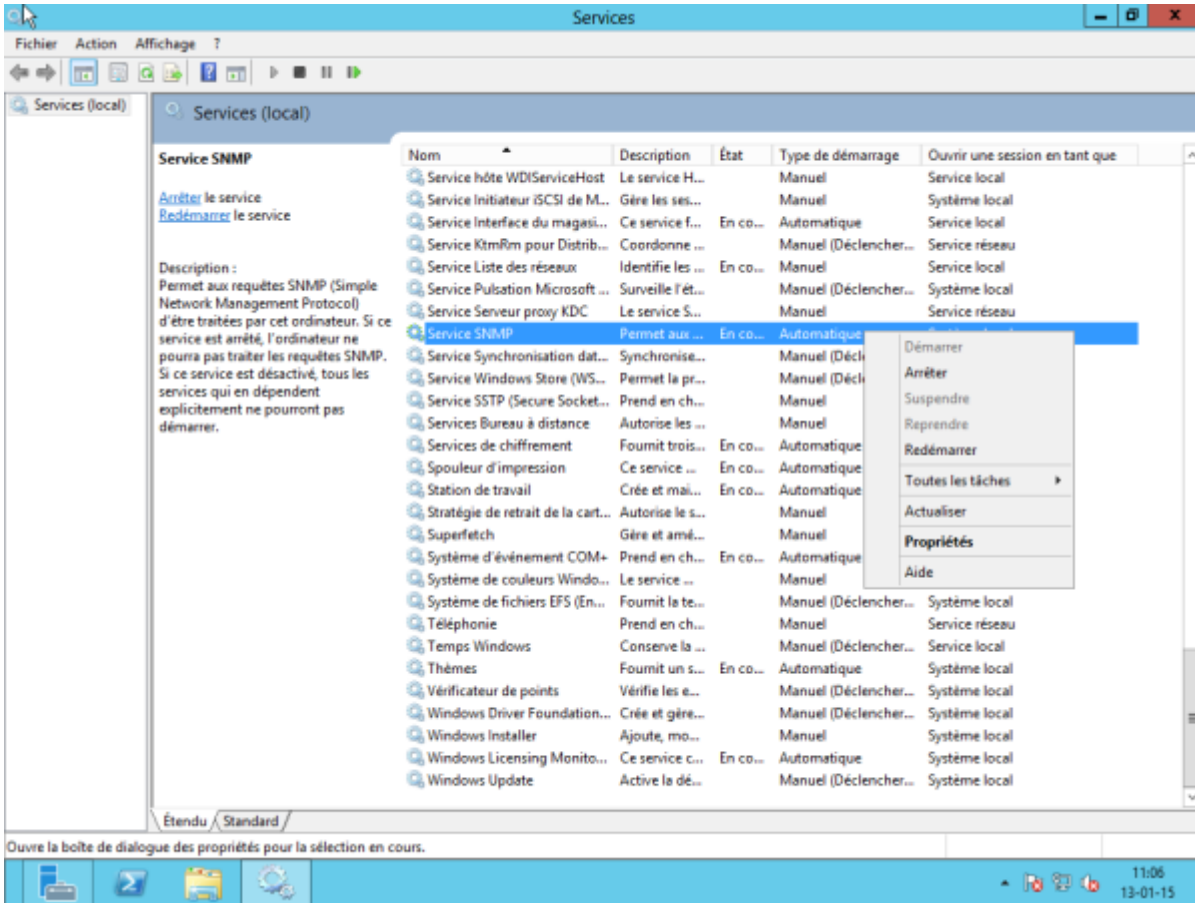 Services
Fichier Action Affichage ?
Services (local)
Services (local)
Service SNMP
Arrêter le service
Redémarrer le service
Description :
Permet aux requêtes SNMP (Simple
Network Management Protocol)
d'être traitées par cet ordinateur. Si ce
service est arrêté, l'ordinateur ne
pourra pas traiter les requêtes SNMP.
Si ce service est désactivé, tous les
services qui en dépendent
explicitement ne pourront pas
démarrer.
Nom Description État Type de démarrage Ouvrir une session en tant que
Service hôte WDIServiceHost Le service H... Manuel Service local
Service Initiateur iSCSI de M... Gère les ses... Manuel Système local
Service Interface du magasi... Ce service f... En co... Automatique Service local
Service KtmRm pour Distrib... Coordonne ... Manuel (Déclencher... Service réseau
Service Liste des réseaux Identifie les ... En co... Manuel Service local
Service Pulsation Microsoft ... Surveille l'ét... Manuel (Déclencher... Système local
Service Serveur proxy KDC Le service S... Manuel Service réseau
Service SNMP Permet aux ... En co... Automatique
Service Synchronisation dat... Synchronise... Manuel (Décl
Service Windows Store (WS... Permet la pr... Manuel (Décl
Service SSTP (Secure Socket... Prend en ch... Manuel
Services Bureau à distance Autorise les ... Manuel
Services de chiffrement Fournit trois... En co... Automatique
Spouleur d'impression Ce service ... En co... Automatique
Station de travail Crée et mai... En co... Automatique
Stratégie de retrait de la cart... Autorise le s... Manuel
Superfetch Gère et amé... Manuel
Système d'événement COM+ Prend en ch... En co... Automatique
Système de couleurs Windo... Le service ... Manuel
Système de fichiers EFS (En... Fournit la te... Manuel (Déclencher... Système local
Téléphonie Prend en ch... Manuel Service réseau
Temps Windows Conserve la ... Manuel (Déclencher... Service local
Thèmes Fournit un s... En co... Automatique Système local
Vérificateur de points Vérifie les e... Manuel (Déclencher... Système local
Windows Driver Foundation... Crée et gère... Manuel (Déclencher... Système local
Windows Installer Ajoute, mo... Manuel Système local
Windows Licensing Monito... Ce service c... En co... Automatique Système local
Windows Update Active la dé... Manuel (Déclencher... Système local
Démarrer
Arrêter
Suspendre
Reprendre
Redémarrer
Toutes les tâches
Actualiser
Propriétés
Aide
Étendu Standard
Ouvre la boîte de dialogue des propriétés pour la sélection en cours.
11:06
13-01-15